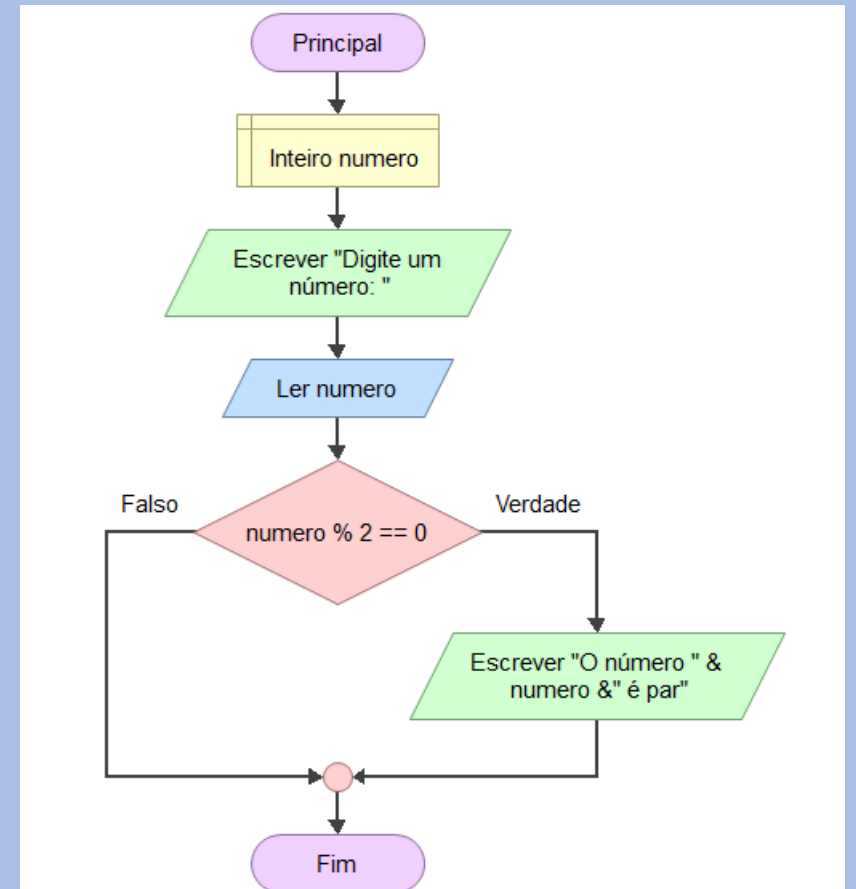 Principal
Inteiro numero
Escrever "Digite um
número: "
Ler numero
Falso
numero % 2 == 0
Verdade
Escrever "O número " &
numero &" é par"
Fim